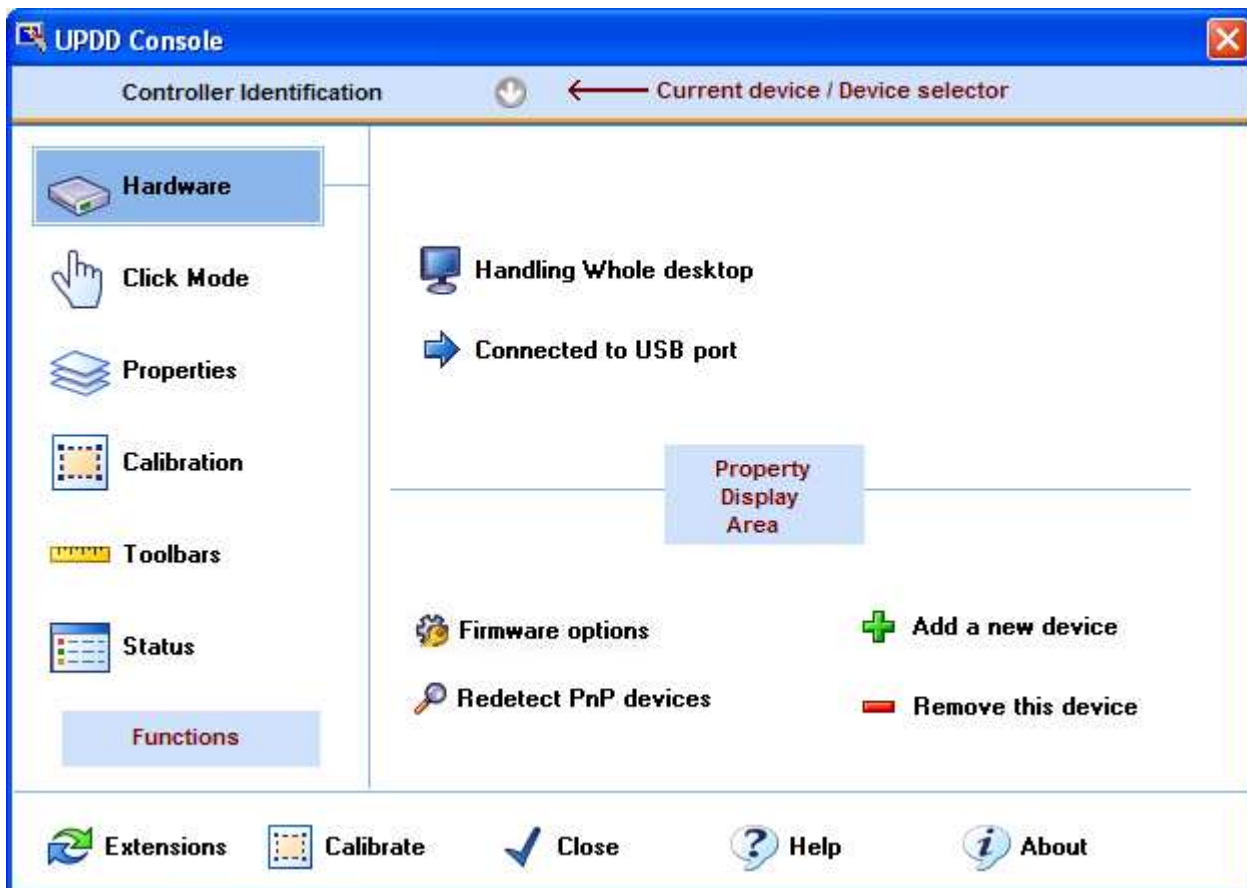 UPDD Console
Controller Identification
Current device / Device selector
Hardware
Click Mode
Properties
Calibration
Toolbars
Status
Functions
Handling Whole desktop
Connected to USB port
Property
Display
Area
Firmware options
Add a new device
Redetect PnP devices
Remove this device
Extensions
Calibrate
Close
Help
About